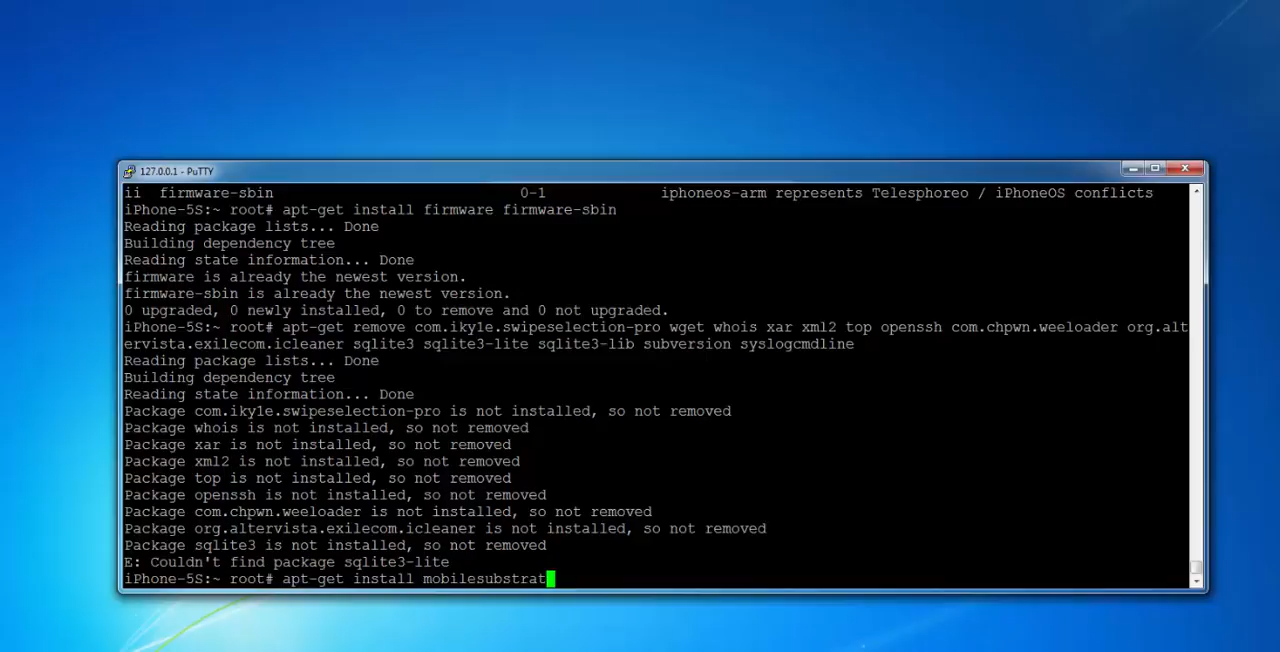 127.0.0.1 - PuTTY
ii  firmware-sbin                            0-1                iphoneos-arm represents Telesphoreo / iPhoneOS conflicts
iPhone-5S:~ root# apt-get install firmware firmware-sbin
Reading package lists... Done
Building dependency tree
Reading state information... Done
firmware is already the newest version.
firmware-sbin is already the newest version.
0 upgraded, 0 newly installed, 0 to remove and 0 not upgraded.
iPhone-5S:~ root# apt-get remove com.iky1e.swipeselection-pro wget whois xar xml2 top openssh com.chpwn.weeloader org.alt
ervista.exilecom.icleaner sqlite3 sqlite3-lite sqlite3-lib subversion syslogcmdline
Reading package lists... Done
Building dependency tree
Reading state information... Done
Package com.iky1e.swipeselection-pro is not installed, so not removed
Package whois is not installed, so not removed
Package xar is not installed, so not removed
Package xml2 is not installed, so not removed
Package top is not installed, so not removed
Package openssh is not installed, so not removed
Package com.chpwn.weeloader is not installed, so not removed
Package org.altervista.exilecom.icleaner is not installed, so not removed
Package sqlite3 is not installed, so not removed
E: Couldn't find package sqlite3-lite
iPhone-5S:~ root# apt-get install mobilesubstrat